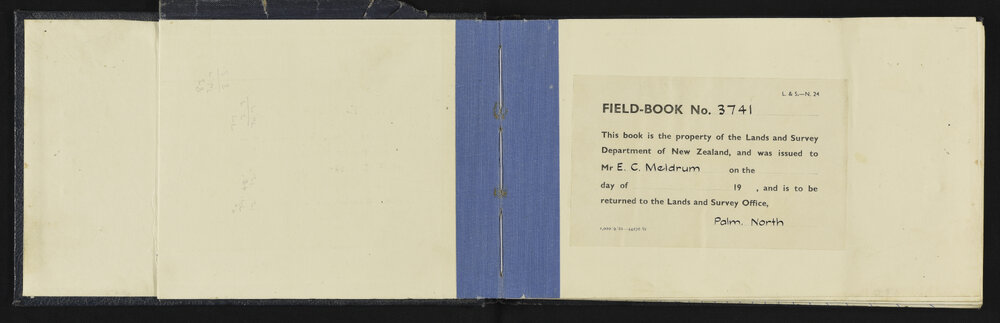 L. & S.—N. 24
FIELD-BOOK No. 3741
This book is the property of the Lands and Survey
Department of New Zealand, and was issued to
Mr E. C. Meldrum on the
day of 19 , and is to be
returned to the Lands and Survey Office,
Palm. North